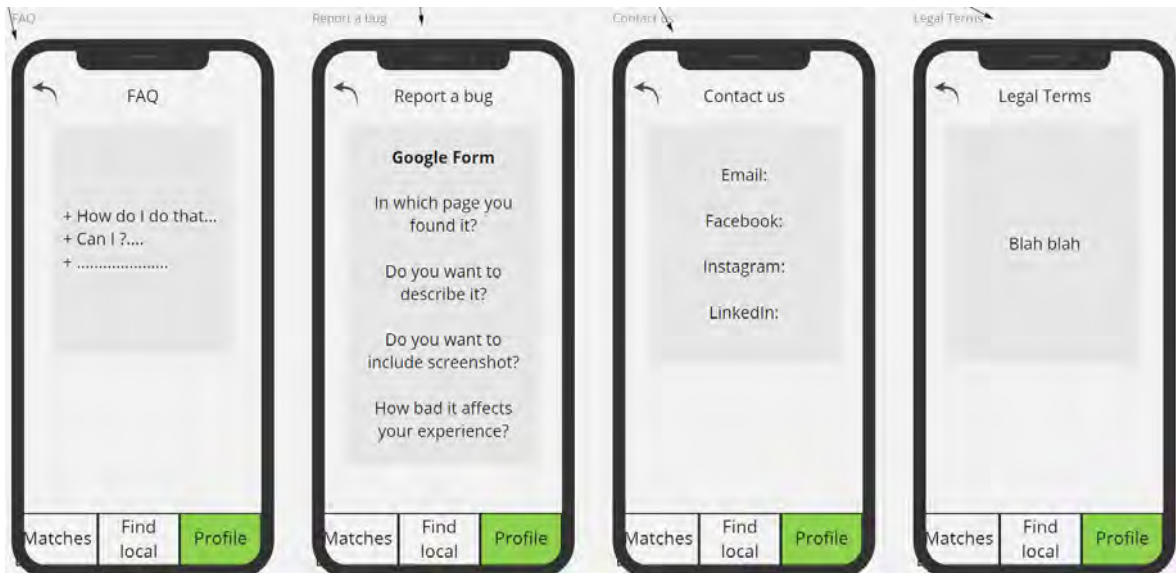 FAQ
Report a bug
Contact us
Legal Terms
FAQ
+ How do I do that...
+ Can I ?....
+ .....................
Matches
Find
local
Profile
Report a bug
Google Form
In which page you
found it?
Do you want to
describe it?
Do you want to
include screenshot?
How bad it affects
your experience?
Matches
Find
local
Profile
Contact us
Email:
Facebook:
Instagram:
LinkedIn:
Matches
Find
local
Profile
Legal Terms
Blah blah
Matches
Find
local
Profile